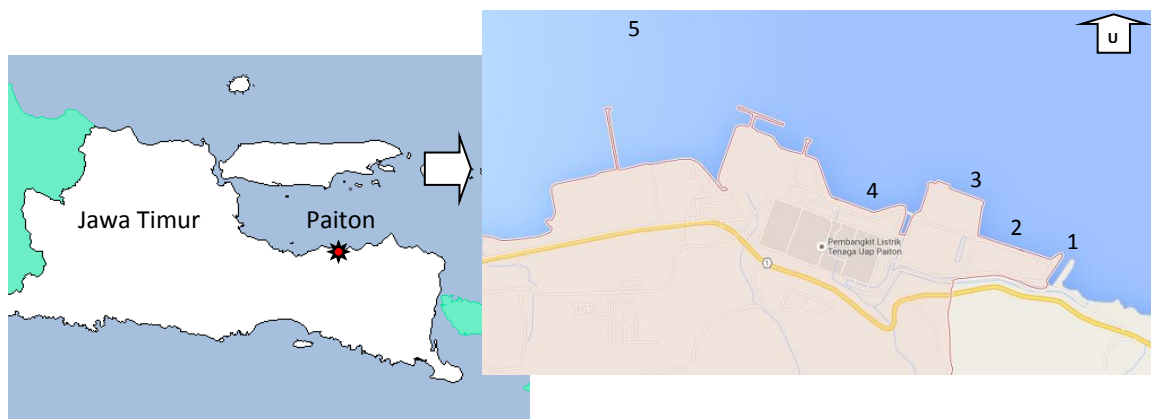 Jawa Timur
Paiton
5
U
4
3
2
1
Pembangkit Listrik
Tenaga Uap Paiton
1